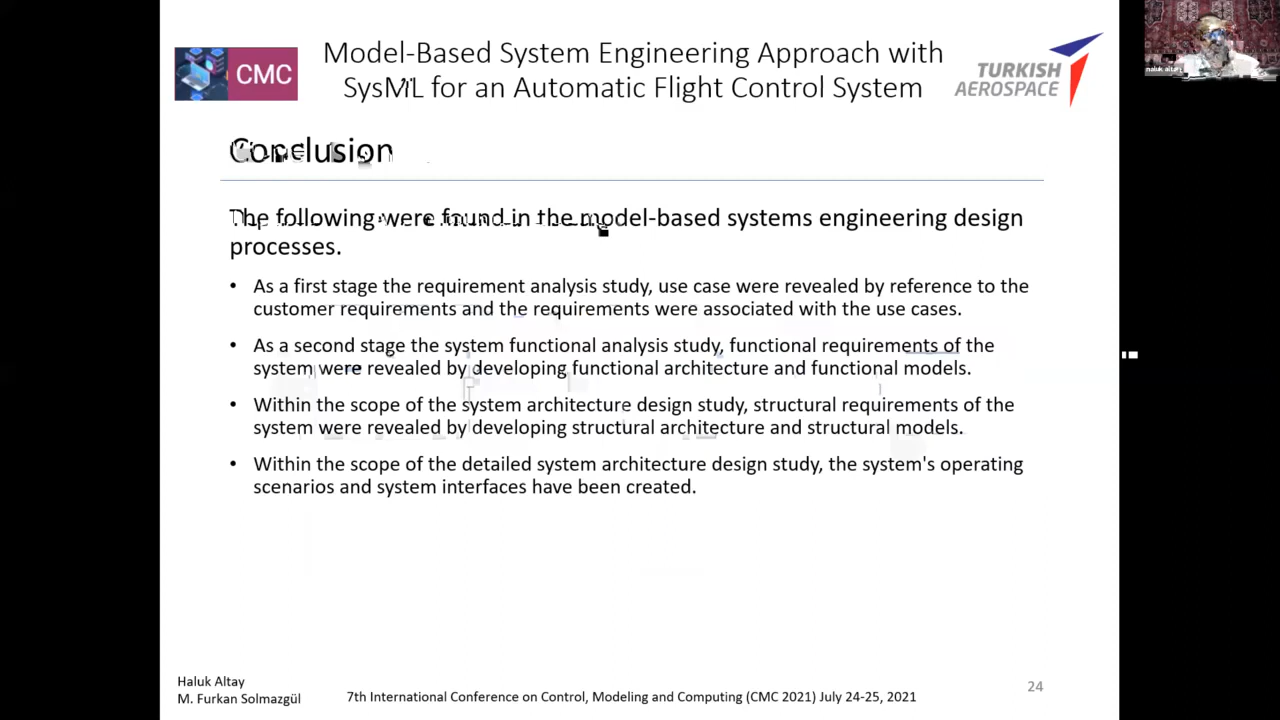 CMC
Model-Based System Engineering Approach with
SysML for an Automatic Flight Control System
TURKISH
AEROSPACE
haluk altay
Conclusion
The following were found in the model-based systems engineering design
processes.
• As a first stage the requirement analysis study, use case were revealed by reference to the
customer requirements and the requirements were associated with the use cases.
• As a second stage the system functional analysis study, functional requirements of the
system were revealed by developing functional architecture and functional models.
• Within the scope of the system architecture design study, structural requirements of the
system were revealed by developing structural architecture and structural models.
• Within the scope of the detailed system architecture design study, the system's operating
scenarios and system interfaces have been created.
Haluk Altay
M. Furkan Solmazgül
7th International Conference on Control, Modeling and Computing (CMC 2021) July 24-25, 2021
24